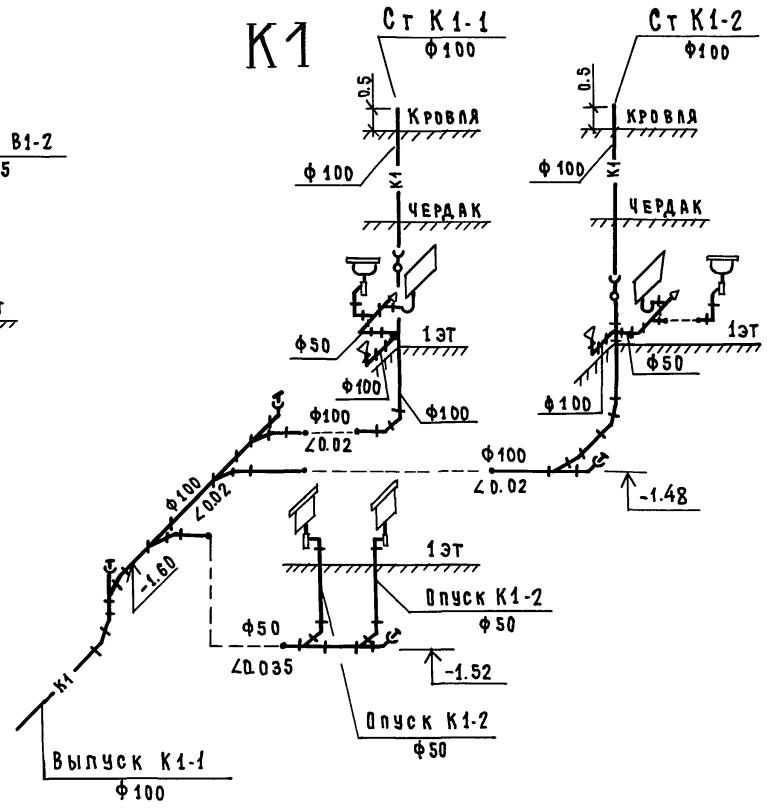 К1
Ст К1-1
ф100
Ст К1-2
ф100
0.5
КРОВЛЯ
0.5
КРОВЛЯ
В1-2
5
ф100
К1
ф100
К1
ЧЕРДАК
ЧЕРДАК
1ЭТ
ф50
ф100
1ЭТ
ф50
ф100
ф100
∠0.02
ф100
ф100
∠0.02
-1.48
ф100
∠0.02
-1.60
1ЭТ
Опуск К1-2
ф50
ф50
∠0.035
-1.52
К1
Опуск К1-2
ф50
Выпуск К1-1
ф100